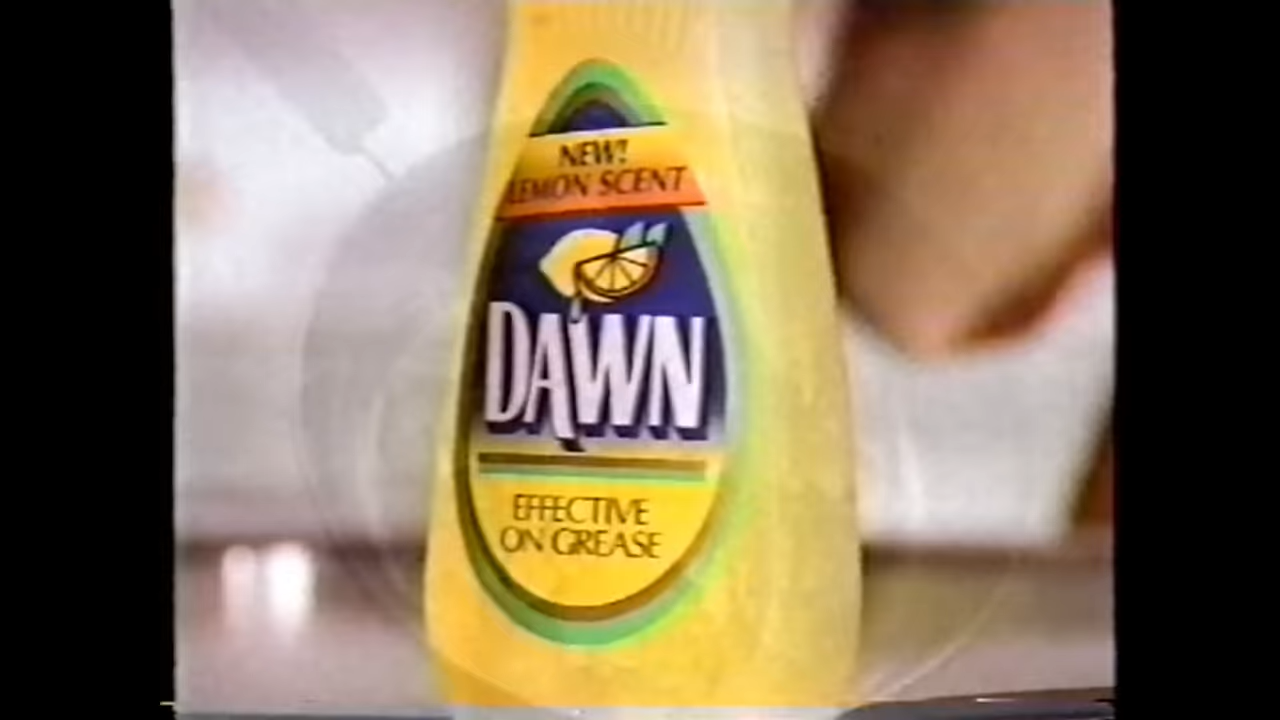 NEW!
LEMON SCENT
DAWN
EFFECTIVE
ON GREASE